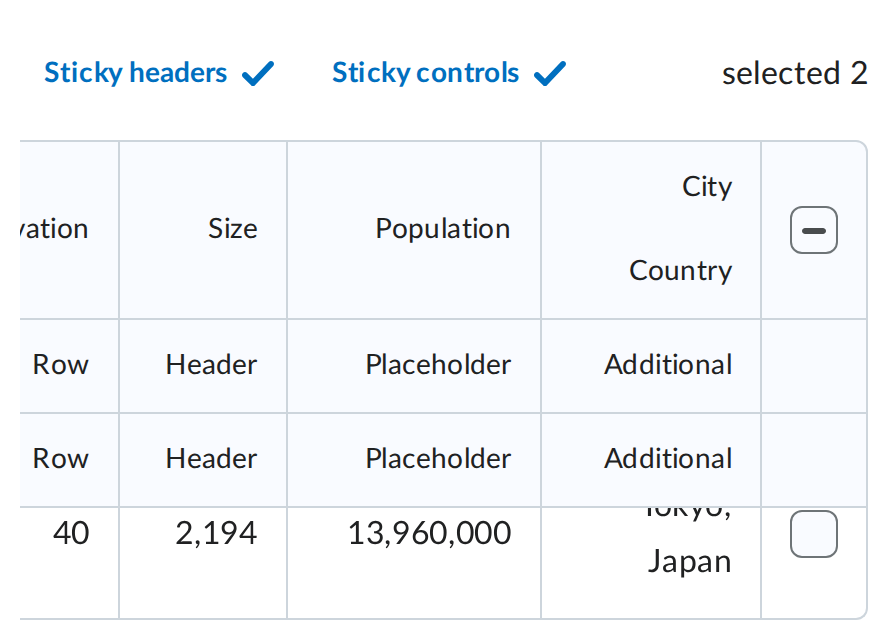 Sticky headers Sticky controls 2 selected
vation Size Population City
Country
Row Header Placeholder Additional
Row Header Placeholder Additional
40 2,194 13,960,000 Tokyo,
Japan